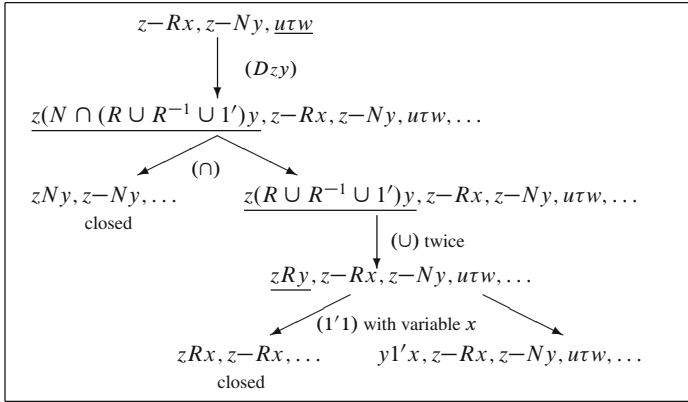 z−Rx, z−Ny, uτw
(Dzy)
z(N ∩ (R ∪ R⁻¹ ∪ 1′)y, z−Rx, z−Ny, uτw, ...
(∩)
zNy, z−Ny, ... z(R ∪ R⁻¹ ∪ 1′)y, z−Rx, z−Ny, uτw, ...
closed
(∪) twice
zRy, z−Rx, z−Ny, uτw, ...
(1′1) with variable x
zRx, z−Rx, ... y1′x, z−Rx, z−Ny, uτw, ...
closed